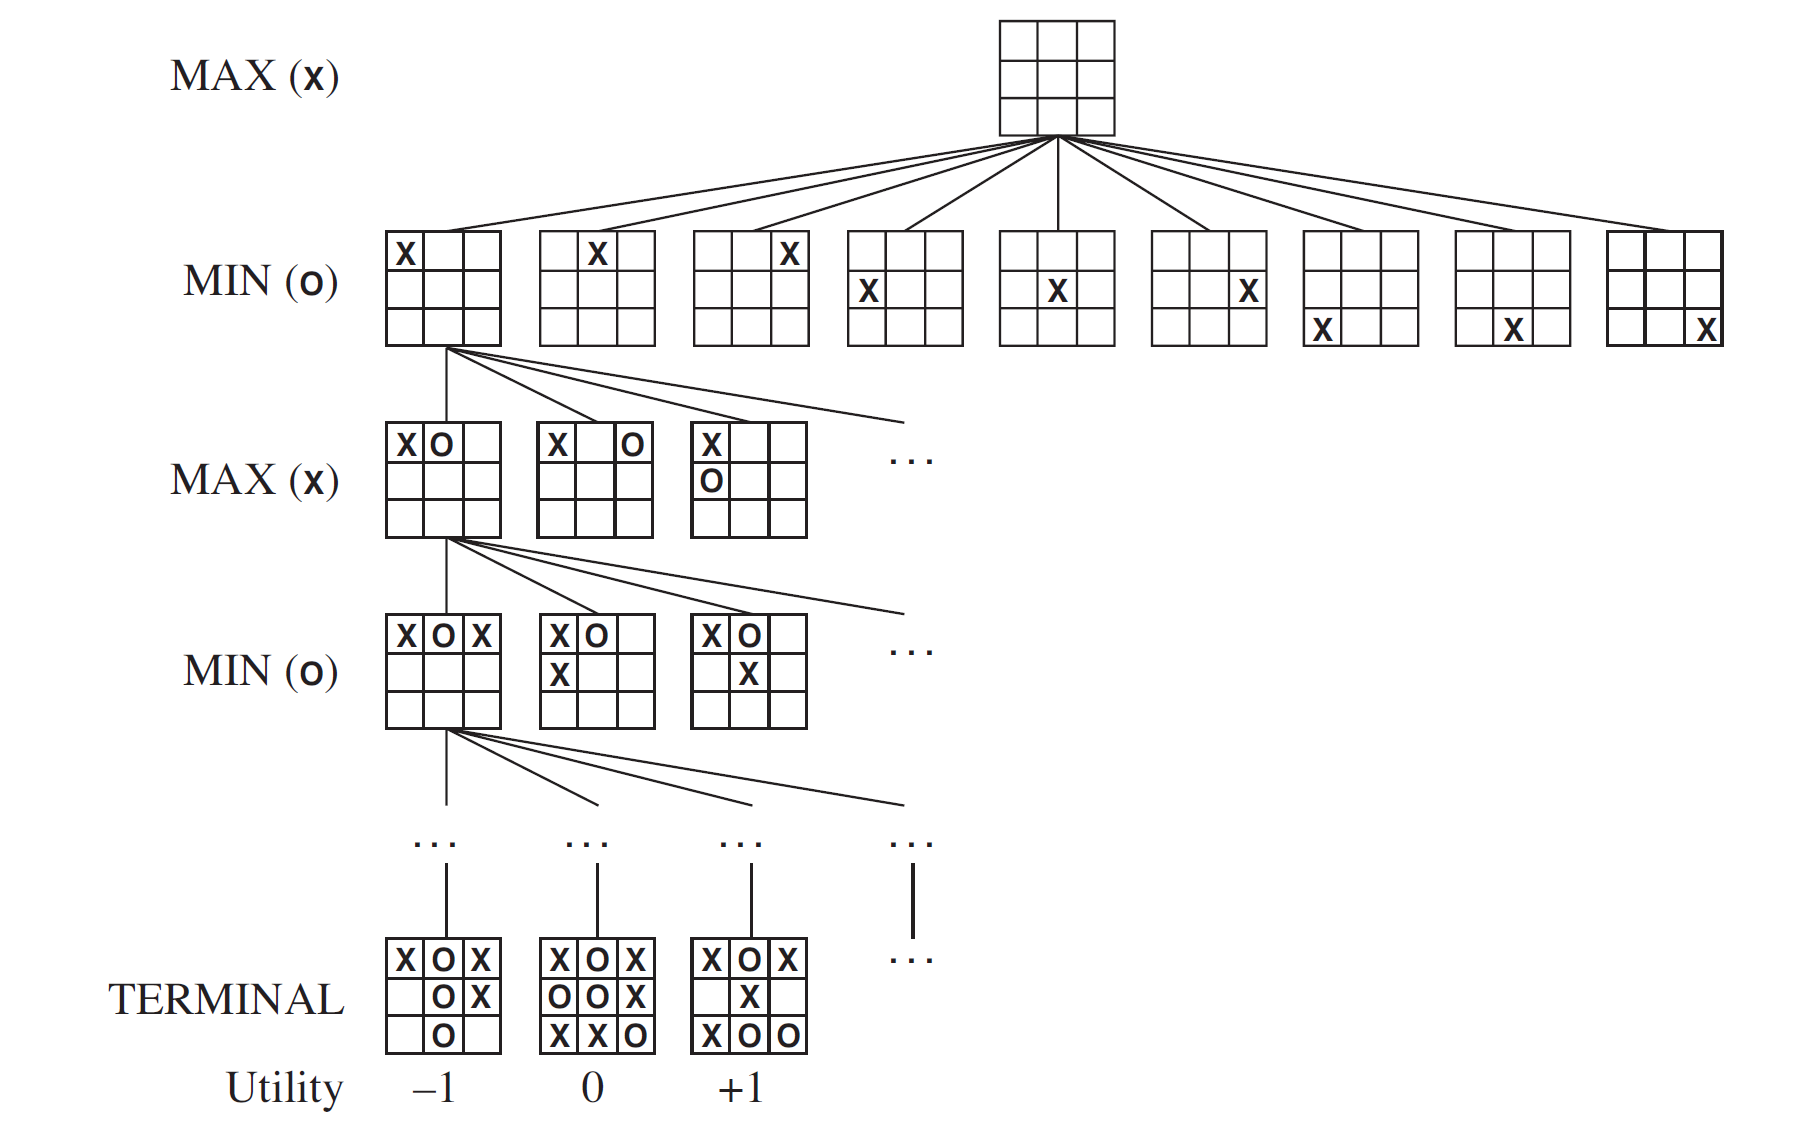 MAX (X)
MIN (O)
X X X X X X X X X
MAX (X)
X O X O X
O
. . .
MIN (O)
X O X X O X O
X X
. . .
. . . . . . . . . . . .
TERMINAL
X O X X O X X O X
O X O O X X
O X X O X O O
. . .
Utility –1 0 +1